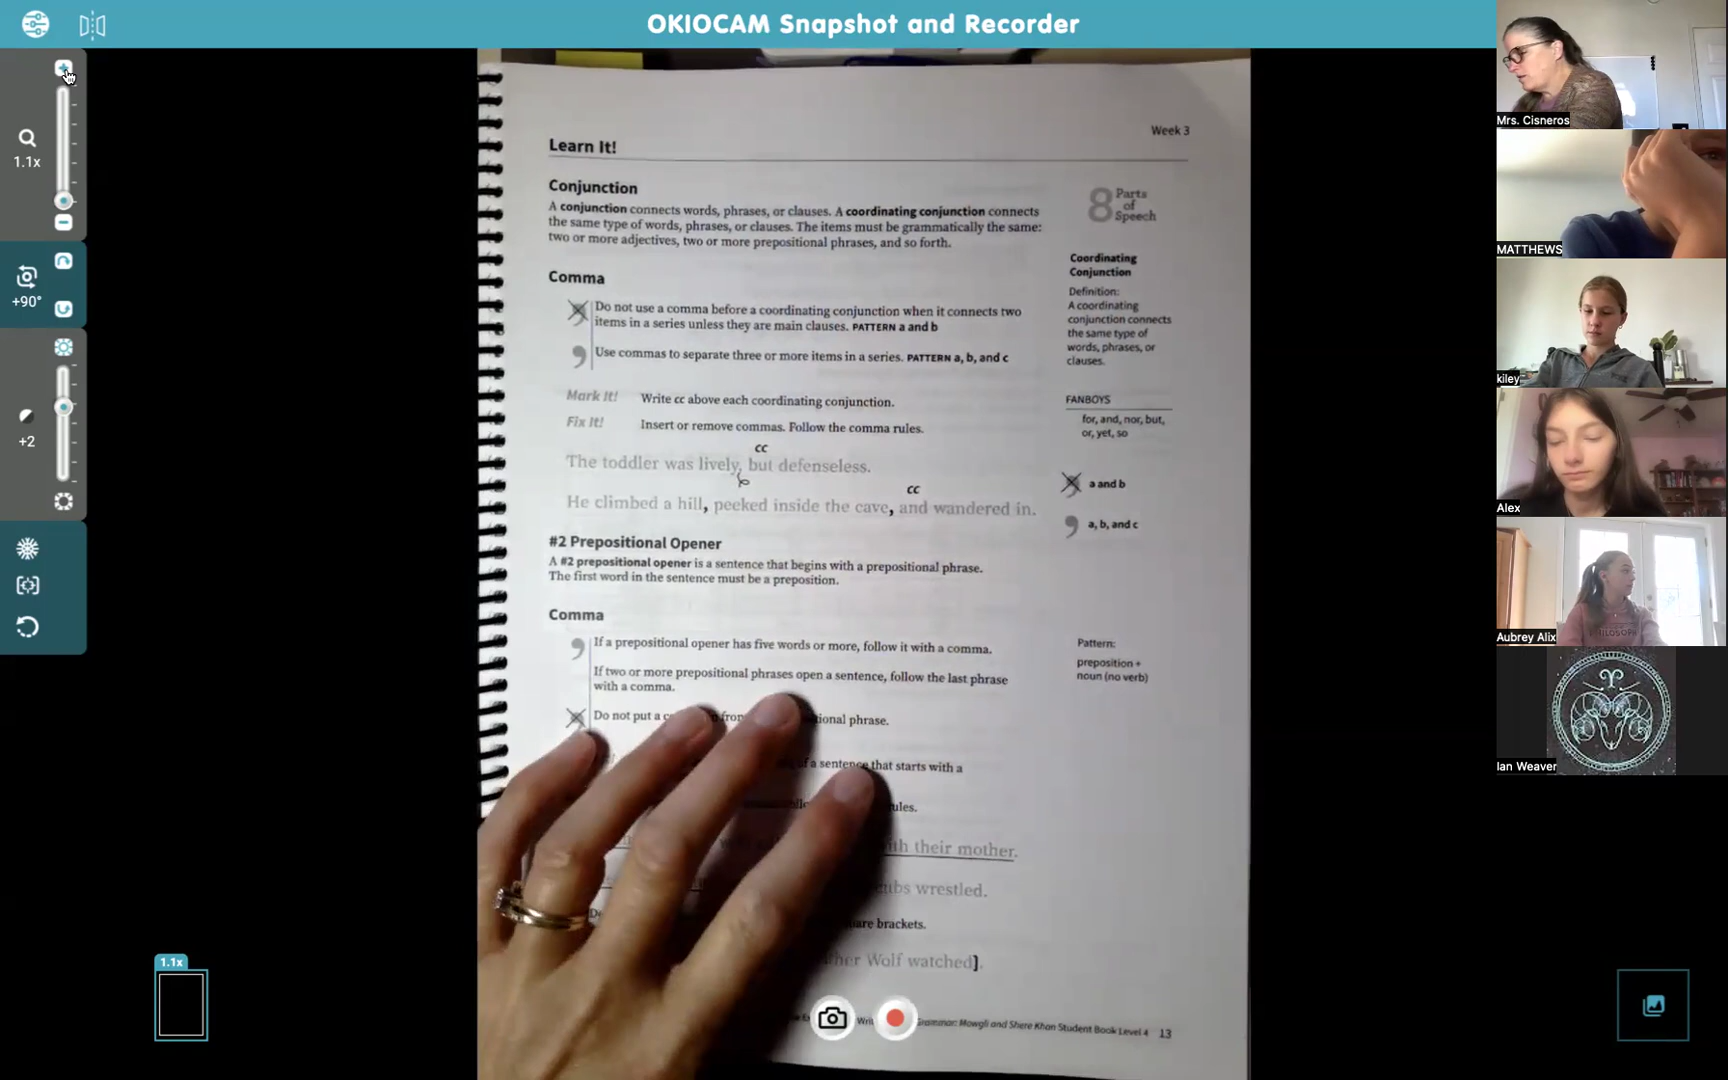 OKIOCAM Snapshot and Recorder
1.1x
+90°
+2
1.1x
Week 3
Learn It!
Conjunction
A conjunction connects words, phrases, or clauses. A coordinating conjunction connects
the same type of words, phrases, or clauses. The items must be grammatically the same:
two or more adjectives, two or more prepositional phrases, and so forth.
Comma
Do not use a comma before a coordinating conjunction when it connects two
items in a series unless they are main clauses. PATTERN a and b
Use commas to separate three or more items in a series. PATTERN a, b, and c
Mark It! Write cc above each coordinating conjunction.
Fix It! Insert or remove commas. Follow the comma rules.
cc
The toddler was lively, but defenseless.
cc
He climbed a hill, peeked inside the cave, and wandered in.
#2 Prepositional Opener
A #2 prepositional opener is a sentence that begins with a prepositional phrase.
The first word in the sentence must be a preposition.
Comma
If a prepositional opener has five words or more, follow it with a comma.
If two or more prepositional phrases open a sentence, follow the last phrase
with a comma.
Do not put a
phrase.
of a sentence that starts with a
with their mother.
cubs wrestled.
brackets.
Wolf watched].
Grammar: Mowgli and Shere Khan Student Book Level 4 13
8 Parts
of
Speech
Coordinating
Conjunction
Definition:
A coordinating
conjunction connects
the same type of
words, phrases, or
clauses.
FANBOYS
for, and, nor, but,
or, yet, so
a and b
a, b, and c
Pattern:
preposition +
noun (no verb)
Mrs. Cisneros
MATTHEWS
kiley
Alex
Aubrey Alix
Ian Weaver